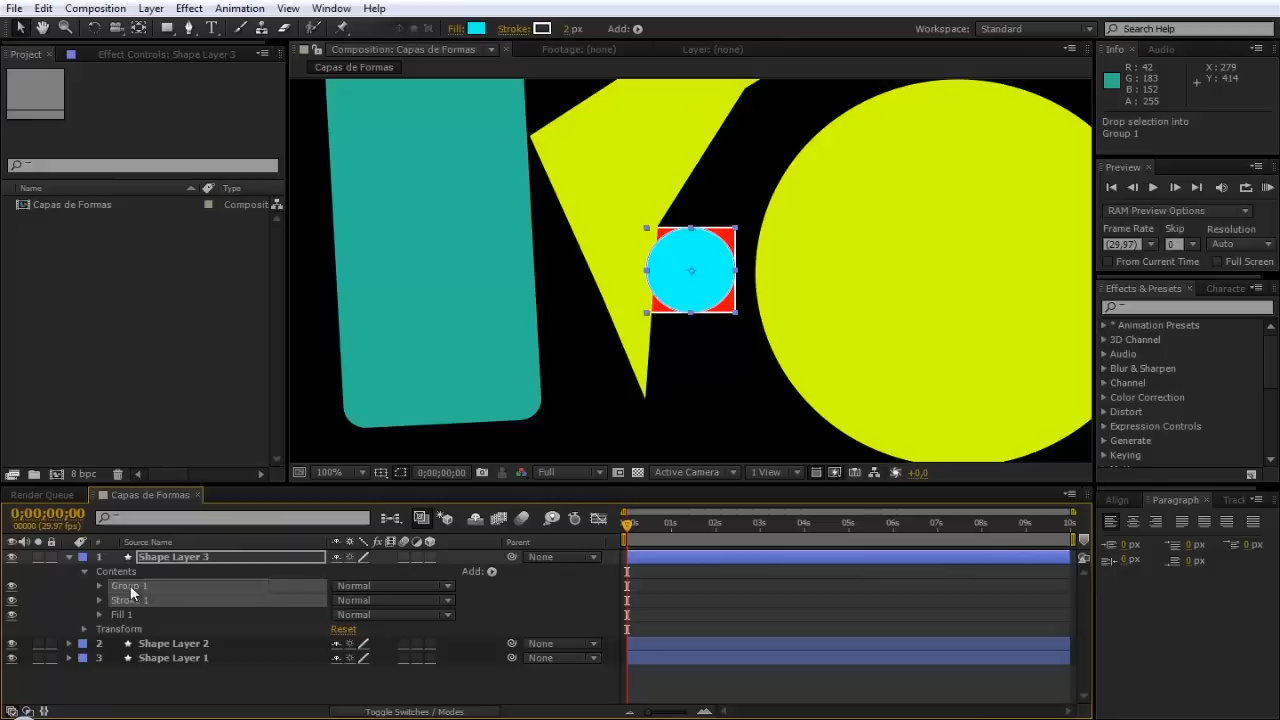 File Edit Composition Layer Effect Animation View Window Help
Fill: Stroke: 2 px Add: Workspace: Standard Search Help
Project Effect Controls: Shape Layer 3 Composition: Capas de Formas Footage: (none) Layer: (none) Info Audio
Capas de Formas
R: 42
G: 183
B: 152
A: 255
X: 279
Y: 414
Drop selection into
Group 1
Preview
RAM Preview Options
Frame Rate Skip Resolution
(29,97) 0 Auto
From Current Time Full Screen
Effects & Presets Characte
* Animation Presets
3D Channel
Audio
Blur & Sharpen
Channel
Color Correction
Distort
Expression Controls
Generate
Keying
Name Type
Capas de Formas Composit
8 bpc
100% 0;00;00;00 Full Active Camera 1 View +0,0
Render Queue Capas de Formas
0;00;00;00
00000 (29.97 fps)
# Source Name Parent
01s 02s 03s 04s 05s 06s 07s 08s 09s 10s
1 Shape Layer 3 None
Contents Add:
Group 1 Normal
Stroke 1 Normal
Fill 1 Normal
Transform Reset
2 Shape Layer 2 None
3 Shape Layer 1 None
Toggle Switches / Modes
Align Paragraph Track
0 px 0 px 0 px
0 px 0 px